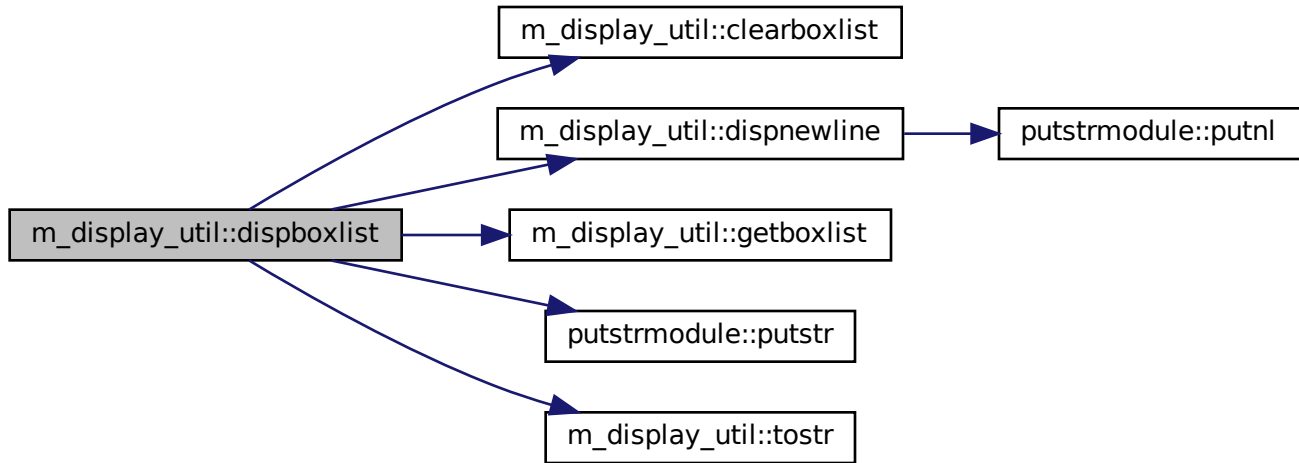 m_display_util::clearboxlist
m_display_util::dispnewline
putstrmodule::putnl
m_display_util::dispboxlist
m_display_util::getboxlist
putstrmodule::putstr
m_display_util::tostr